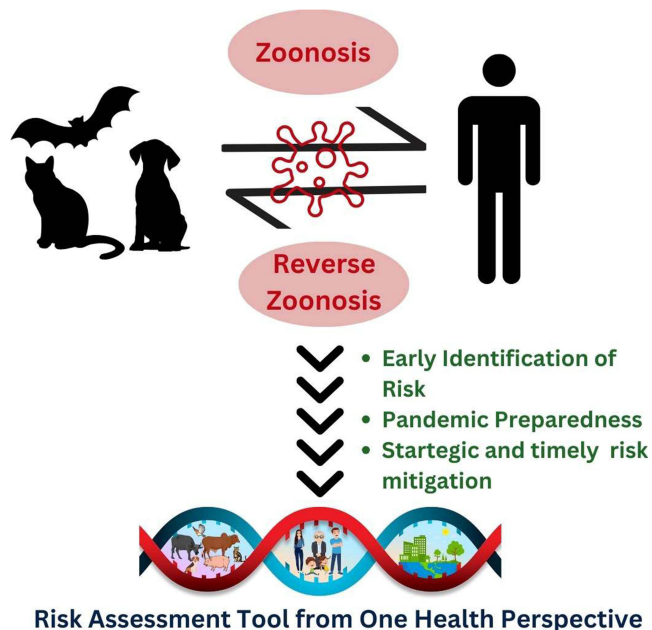 Zoonosis
Reverse
Zoonosis
• Early Identification of
Risk
• Pandemic Preparedness
• Startegic and timely risk
mitigation
Risk Assessment Tool from One Health Perspective